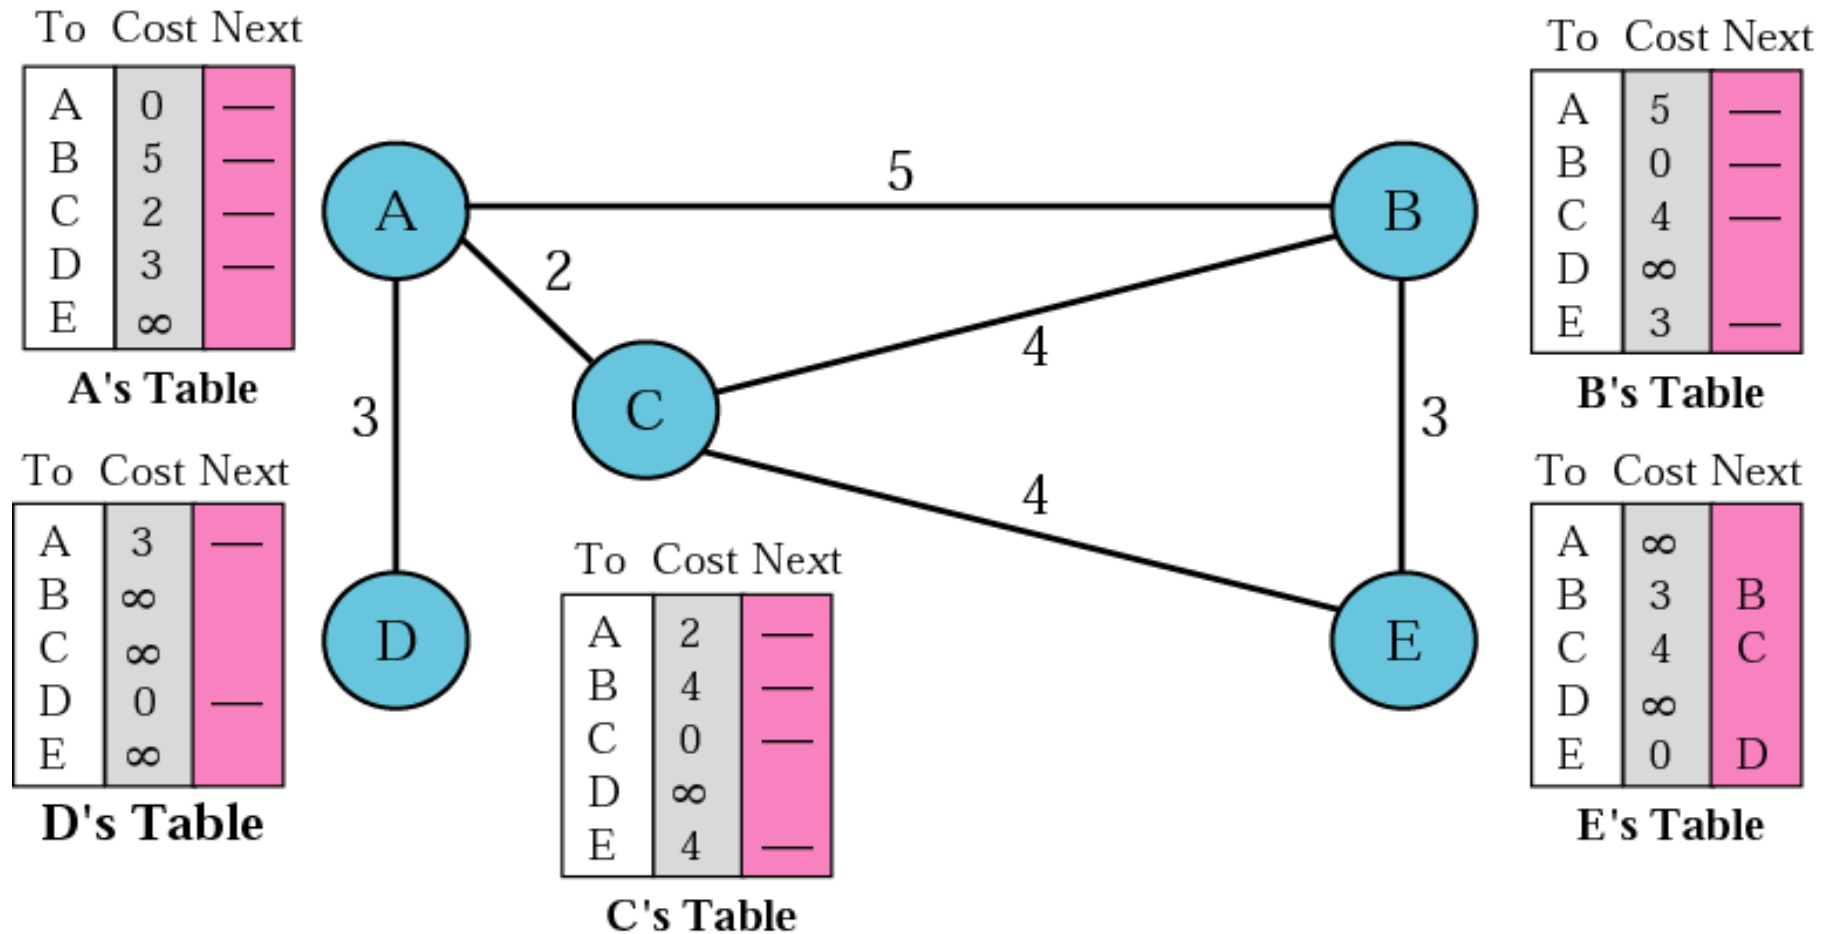 To Cost Next
A 0 —
B 5 —
C 2 —
D 3 —
E ∞
A's Table
To Cost Next
A 5 —
B 0 —
C 4 —
D ∞
E 3 —
B's Table
A
5
B
2
4
C
3
3
4
D
E
To Cost Next
A 3 —
B ∞
C ∞
D 0 —
E ∞
D's Table
To Cost Next
A 2 —
B 4 —
C 0 —
D ∞
E 4 —
C's Table
To Cost Next
A ∞
B 3 B
C 4 C
D ∞
E 0 D
E's Table